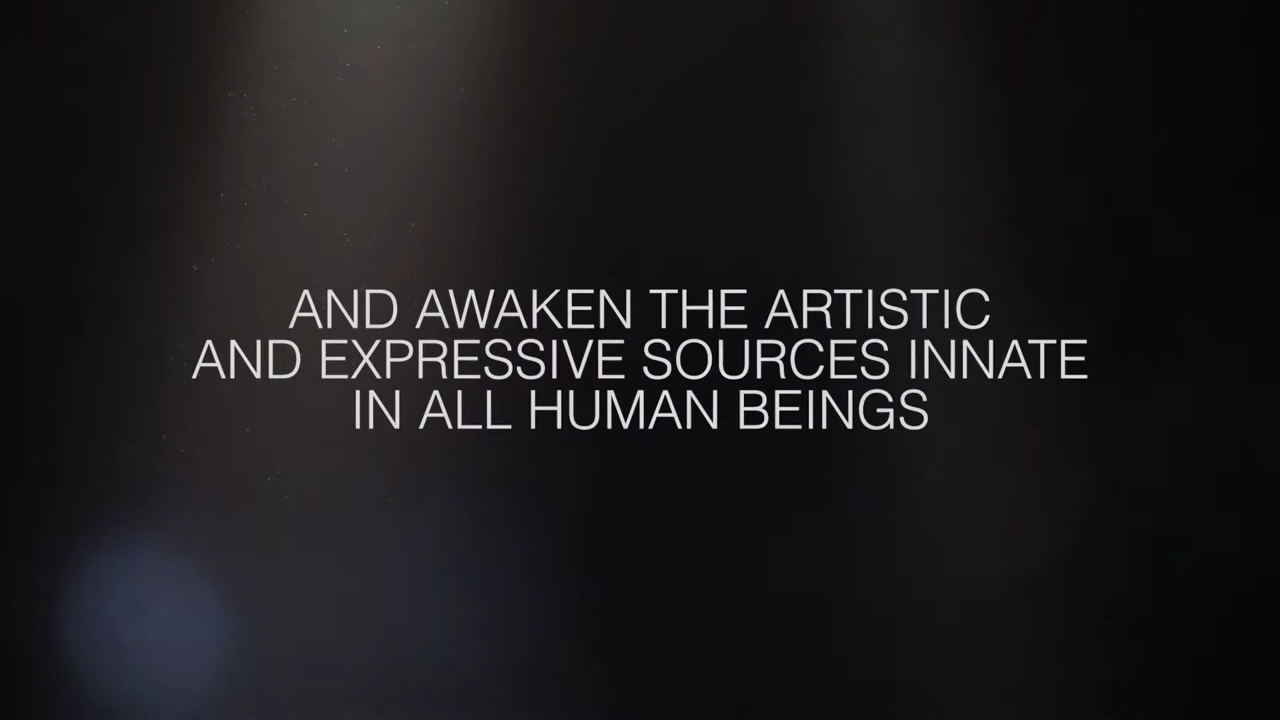 AND AWAKEN THE ARTISTIC
AND EXPRESSIVE SOURCES INNATE
IN ALL HUMAN BEINGS